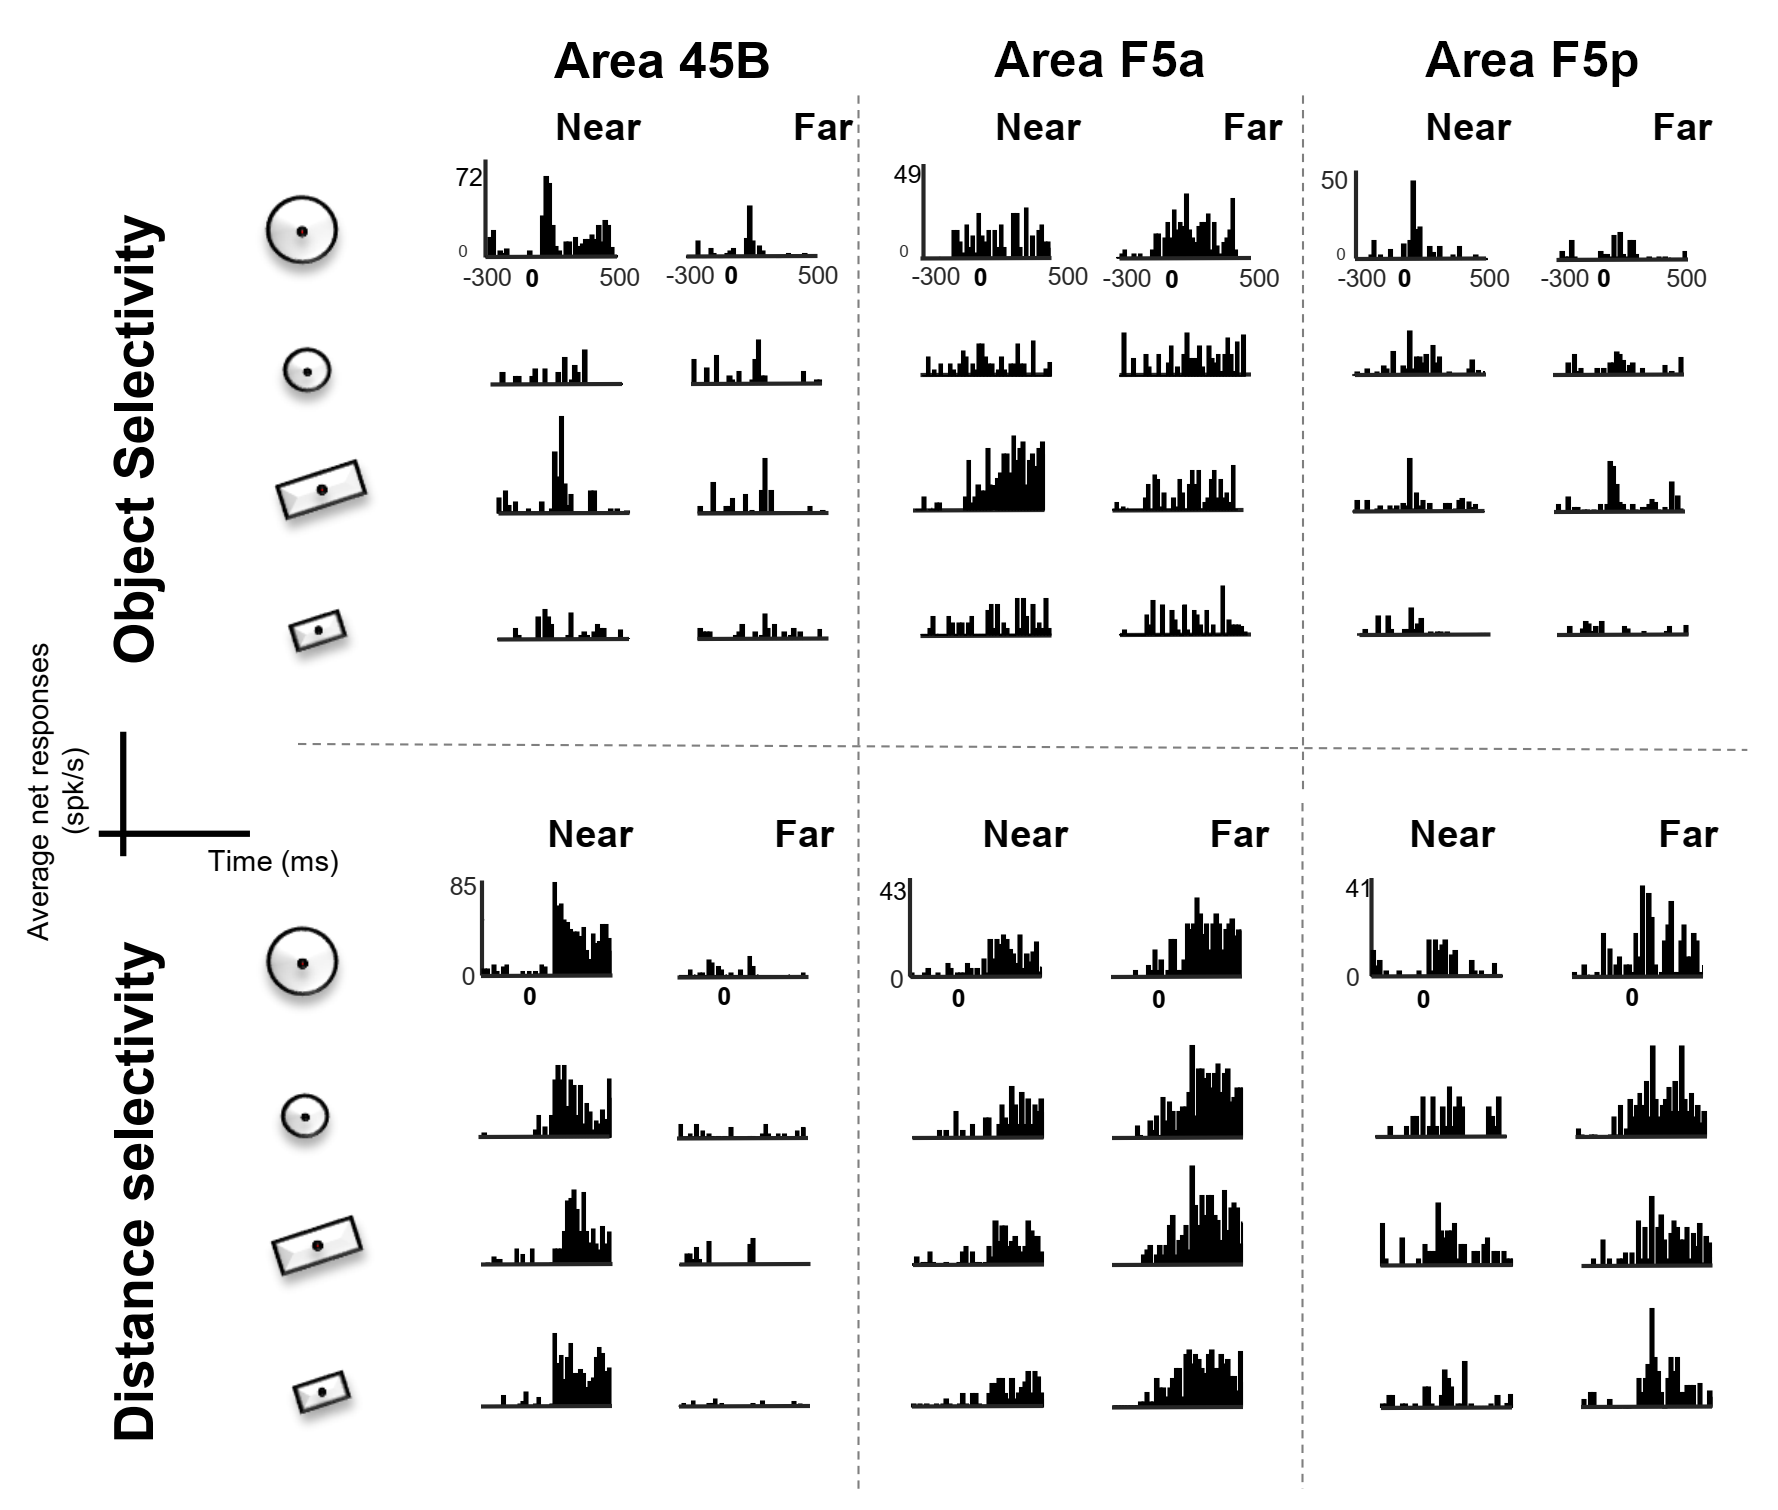 Area 45B Area F5a Area F5p
Near Far Near Far Near Far
72 49 50
0 0 0
-300 0 500 -300 0 500 -300 0 500 -300 0 500 -300 0 500 -300 0 500
Object Selectivity
Average net responses
(spk/s)
Time (ms)
Near Far Near Far Near Far
85 43 41
0 0 0
0 0 0 0 0 0
Distance selectivity